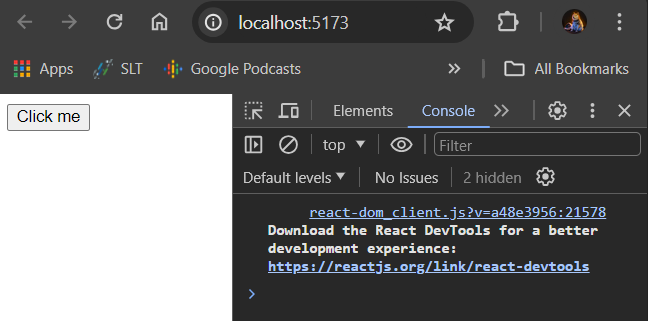 localhost:5173
Apps SLT Google Podcasts » All Bookmarks
Click me
Elements Console
top Filter
Default levels No Issues 2 hidden
react-dom_client.js?v=a48e3956:21578
Download the React DevTools for a better
development experience:
https://reactjs.org/link/react-devtools